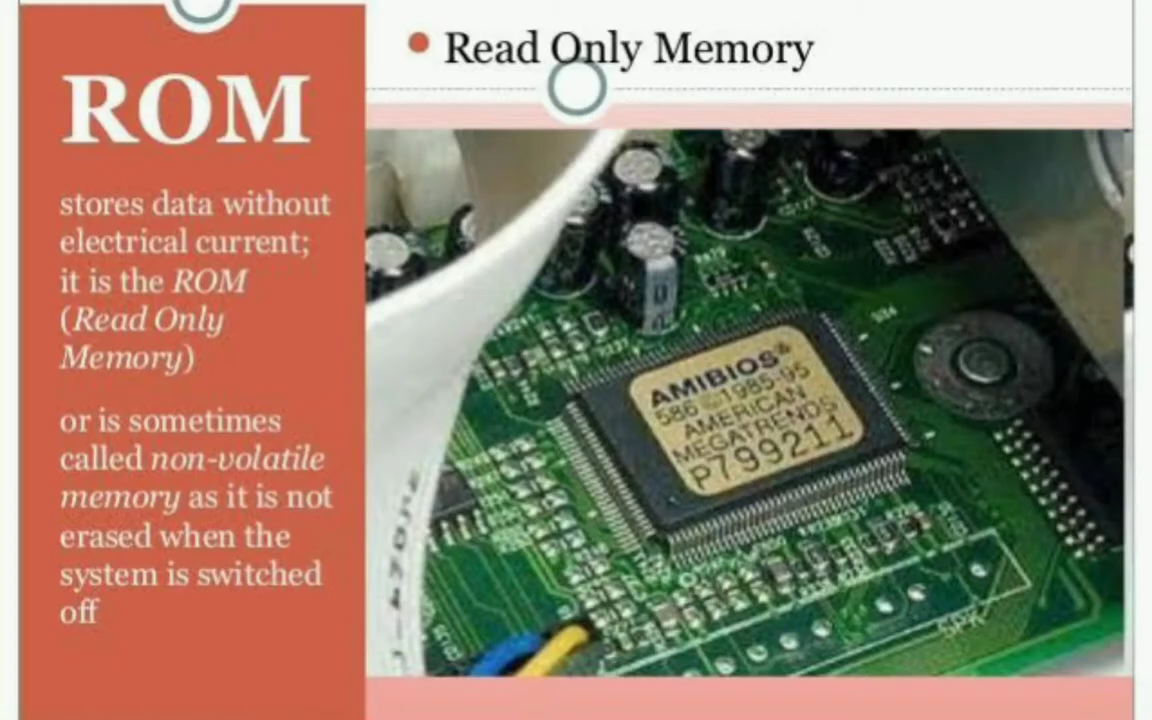 ROM
stores data without
electrical current;
it is the ROM
(Read Only
Memory)
or is sometimes
called non-volatile
memory as it is not
erased when the
system is switched
off
• Read Only Memory
AMIBIOS®
586 1985-95
AMERICAN
MEGATRENDS
P799211
SPK